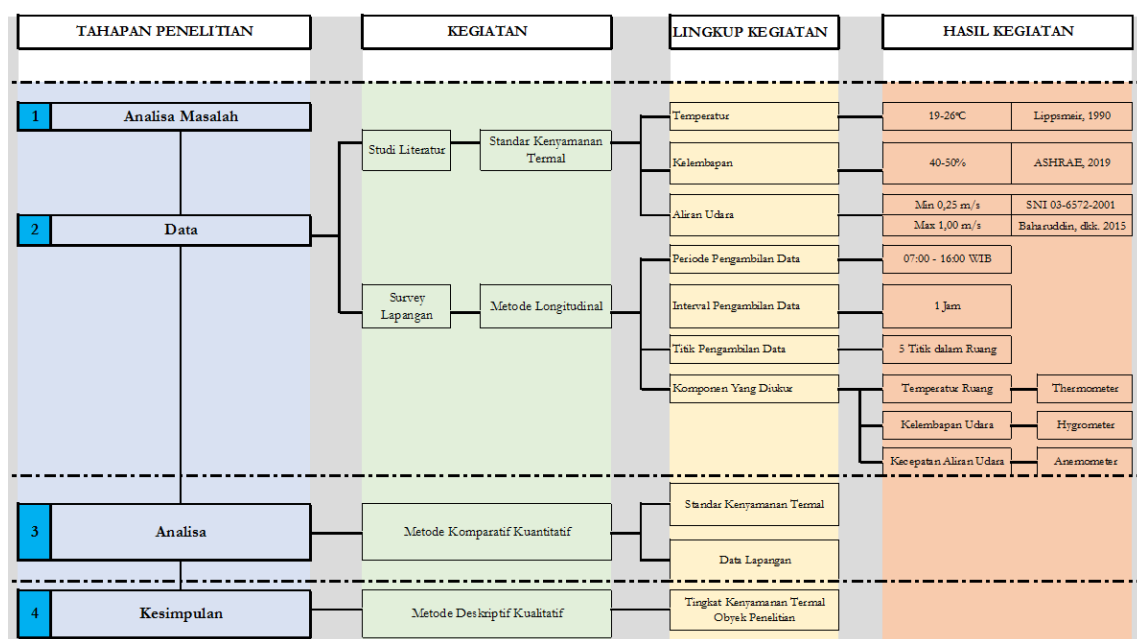 TAHAPAN PENELITIAN
KEGIATAN
LINGKUP KEGIATAN
HASIL KEGIATAN
1
Analisa Masalah
2
Data
Studi Literatur
Standar Kenyamanan
Termal
Temperatur
19-26°C
Lippsmeir, 1990
Kelembapan
40-50%
ASHRAE, 2019
Aliran Udara
Min 0,25 m/s
SNI 03-6572-2001
Max 1,00 m/s
Baharuddin, dkk. 2015
Survey
Lapangan
Metode Longitudinal
Periode Pengambilan Data
07:00 - 16:00 WIB
Interval Pengambilan Data
1 Jam
Titik Pengambilan Data
5 Titik dalam Ruang
Komponen Yang Diukur
Temperatur Ruang
Thermometer
Kelembapan Udara
Hygrometer
Kecepatan Aliran Udara
Anemometer
3
Analisa
Metode Komparatif Kuantitatif
Standar Kenyamanan Termal
Data Lapangan
4
Kesimpulan
Metode Deskriptif Kualitatif
Tingkat Kenyamanan Termal
Obyek Penelitian